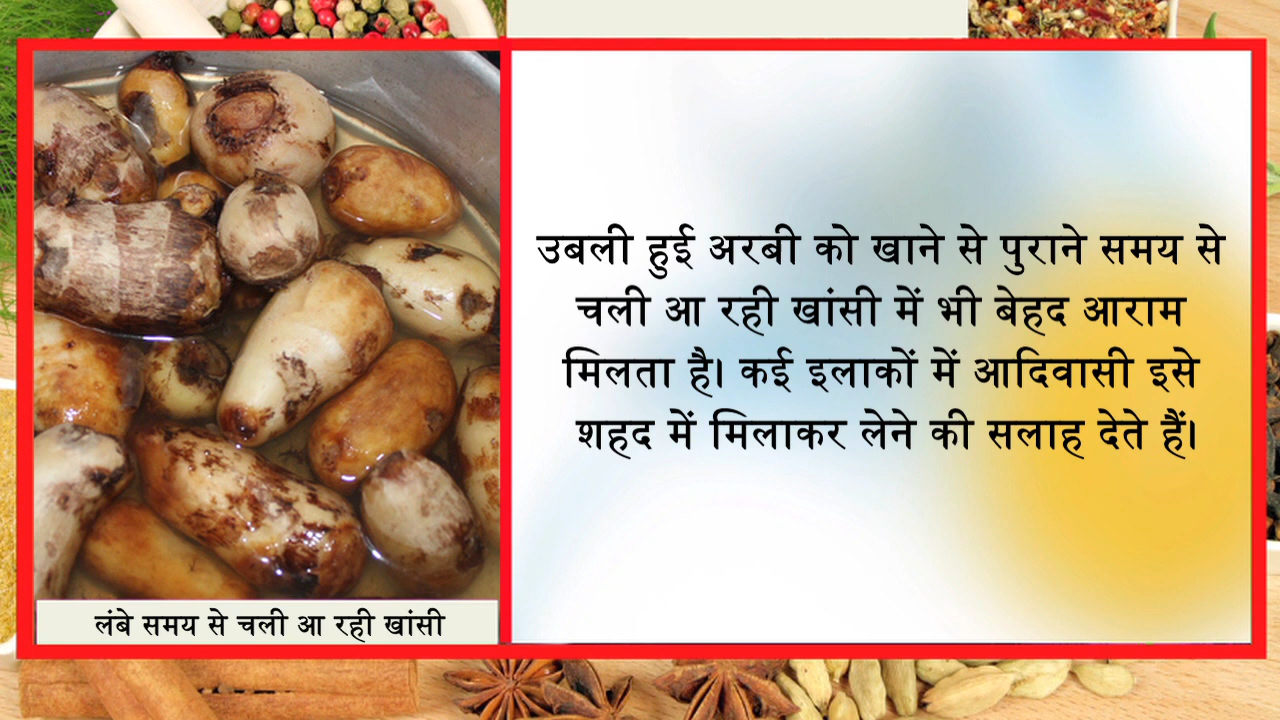 उबली हुई अरबी को खाने से पुराने समय से
चली आ रही खांसी में भी बेहद आराम
मिलता है। कई इलाकों में आदिवासी इसे
शहद में मिलाकर लेने की सलाह देते हैं।
लंबे समय से चली आ रही खांसी